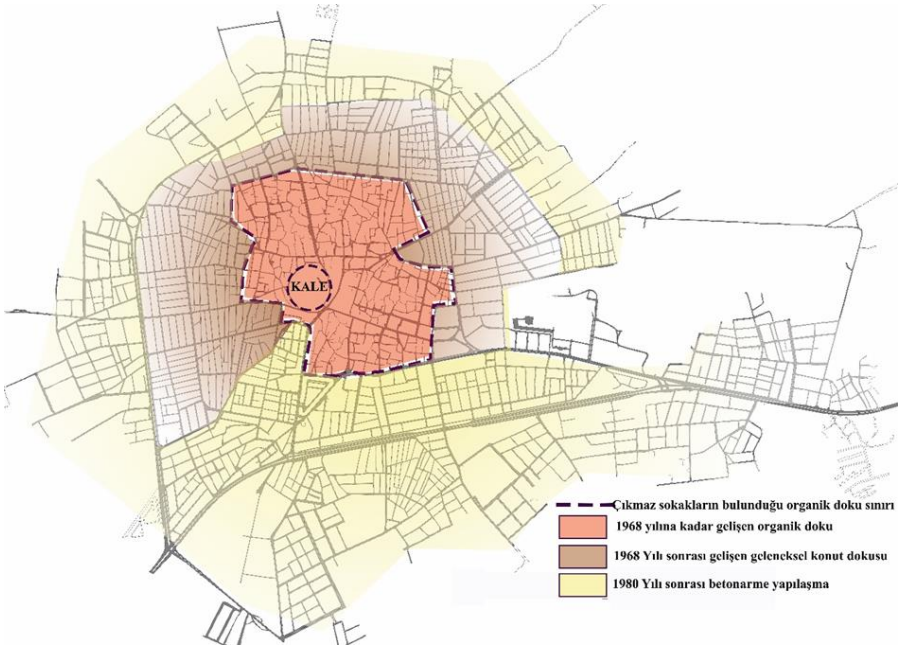 KALE
Çıkmaz sokakların bulunduğu organik doku sınırı
1968 yılına kadar gelişen organik doku
1968 Yılı sonrası gelişen geleneksel konut dokusu
1980 Yılı sonrası betonarme yapılaşma